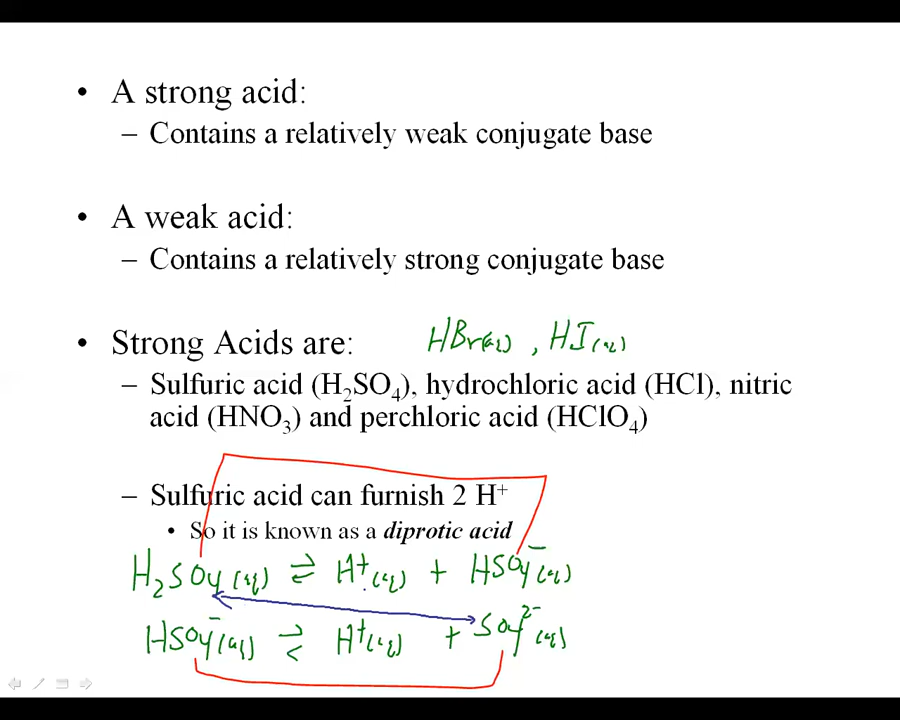 • A strong acid:
– Contains a relatively weak conjugate base
• A weak acid:
– Contains a relatively strong conjugate base
• Strong Acids are: HBr(aq) , HI(aq)
– Sulfuric acid (H₂SO₄), hydrochloric acid (HCl), nitric
acid (HNO₃) and perchloric acid (HClO₄)
– Sulfuric acid can furnish 2 H⁺
• So it is known as a diprotic acid
H₂SO₄(aq) ⇌ H⁺(aq) + HSO₄⁻(aq)
HSO₄⁻(aq) ⇌ H⁺(aq) + SO₄²⁻(aq)